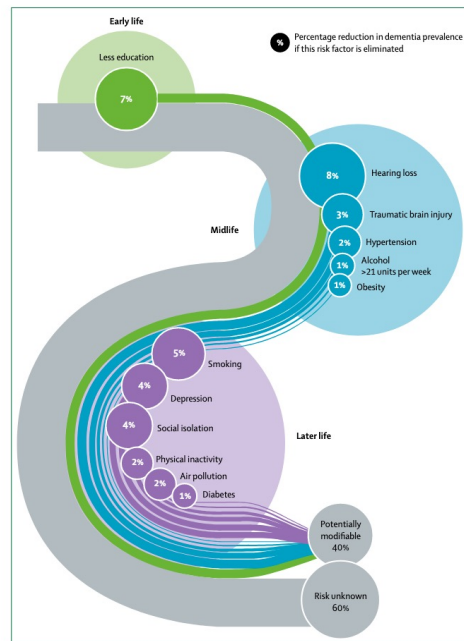 Early life
% Percentage reduction in dementia prevalence
if this risk factor is eliminated
Less education
7%
8% Hearing loss
3% Traumatic brain injury
Midlife
2% Hypertension
1% Alcohol
>21 units per week
1% Obesity
5% Smoking
4% Depression
4% Social isolation
Later life
2% Physical inactivity
2% Air pollution
1% Diabetes
Potentially
modifiable
40%
Risk unknown
60%